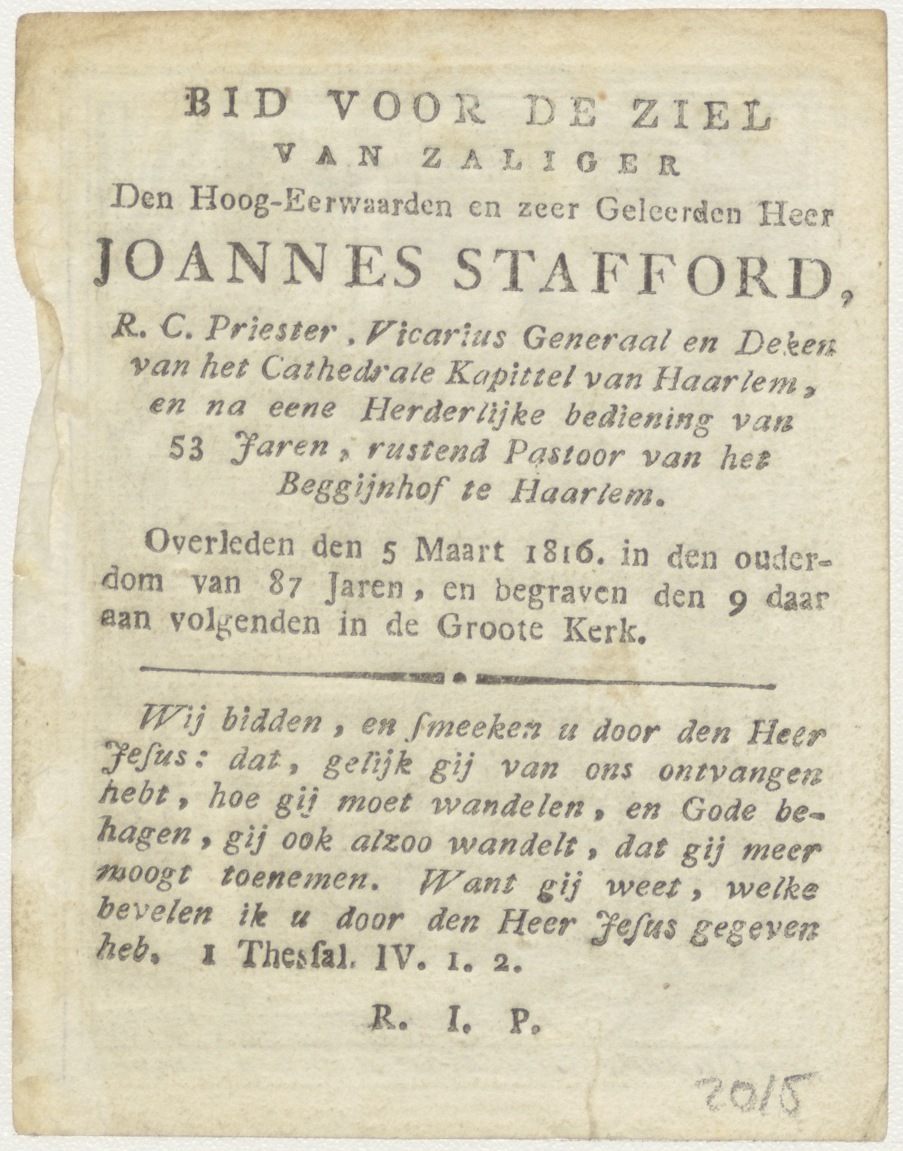 BID VOOR DE ZIEL
VAN ZALIGER
Den Hoog-Eerwaarden en zeer Geleerden Heer
JOANNES STAFFORD,
R. C. Priester, Vicarius Generaal en Deken
van het Cathedrale Kapittel van Haarlem,
en na eene Herderlijke bediening van
53 Jaren, rustend Pastoor van het
Beggijnhof te Haarlem.
Overleden den 5 Maart 1816. in den ouder-
dom van 87 Jaren, en begraven den 9 daar
aan volgenden in de Groote Kerk.
Wij bidden, en ſmeeken u door den Heer
Jeſus: dat, gelijk gij van ons ontvangen
hebt, hoe gij moet wandelen, en Gode be-
hagen, gij ook alzoo wandelt, dat gij meer
moogt toenemen. Want gij weet, welke
bevelen ik u door den Heer Jeſus gegeven
heb. 1 Thesſal. IV. 1. 2.
R. I. P.
2015